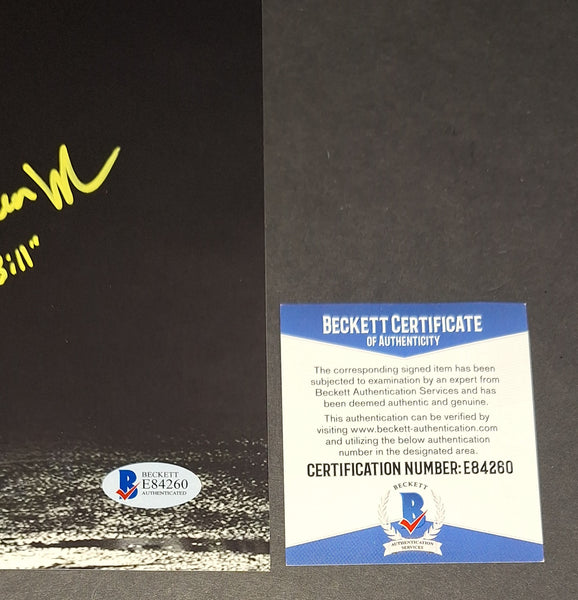 Bill"
BECKETT
E84260
AUTHENTICATED
BECKETT CERTIFICATE
OF AUTHENTICITY
The corresponding signed item has been
subjected to examination by an expert from
Beckett Authentication Services and has
been deemed authentic and genuine.
This authentication can be verified by
visiting www.beckett-authentication.com
and utilizing the below authentication
number in the designated area.
CERTIFICATION NUMBER: E84260
BECKETT
B
AUTHENTICATION
SERVICES